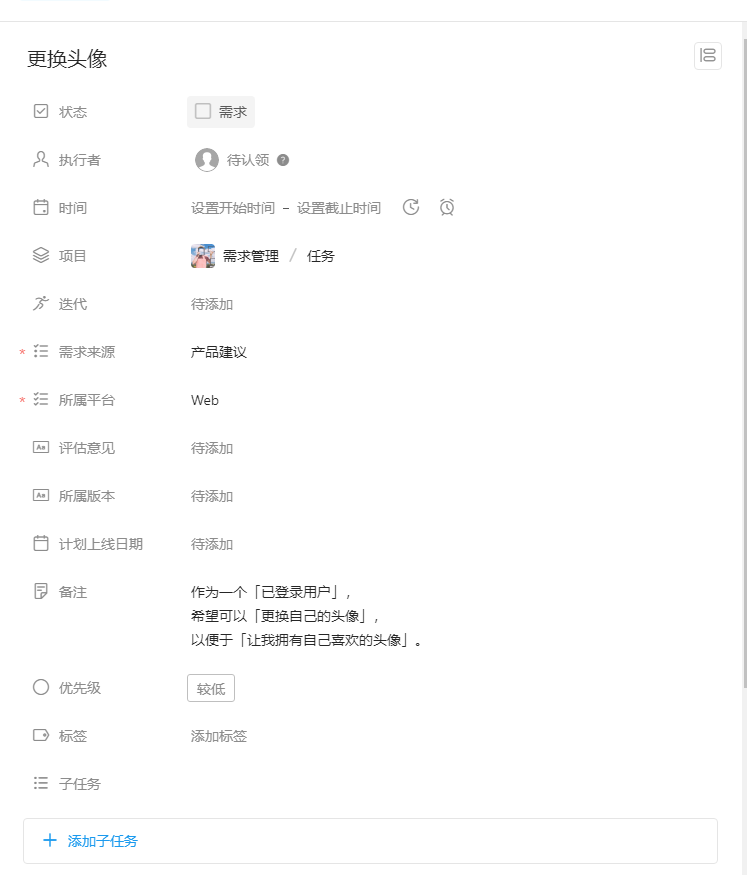 更换头像
状态 需求
执行者 待认领 ?
时间 设置开始时间 – 设置截止时间
项目 需求管理 / 任务
迭代 待添加
* 需求来源 产品建议
* 所属平台 Web
评估意见 待添加
所属版本 待添加
计划上线日期 待添加
备注 作为一个「已登录用户」,
希望可以「更换自己的头像」,
以便于「让我拥有自己喜欢的头像」。
优先级 较低
标签 添加标签
子任务
+ 添加子任务